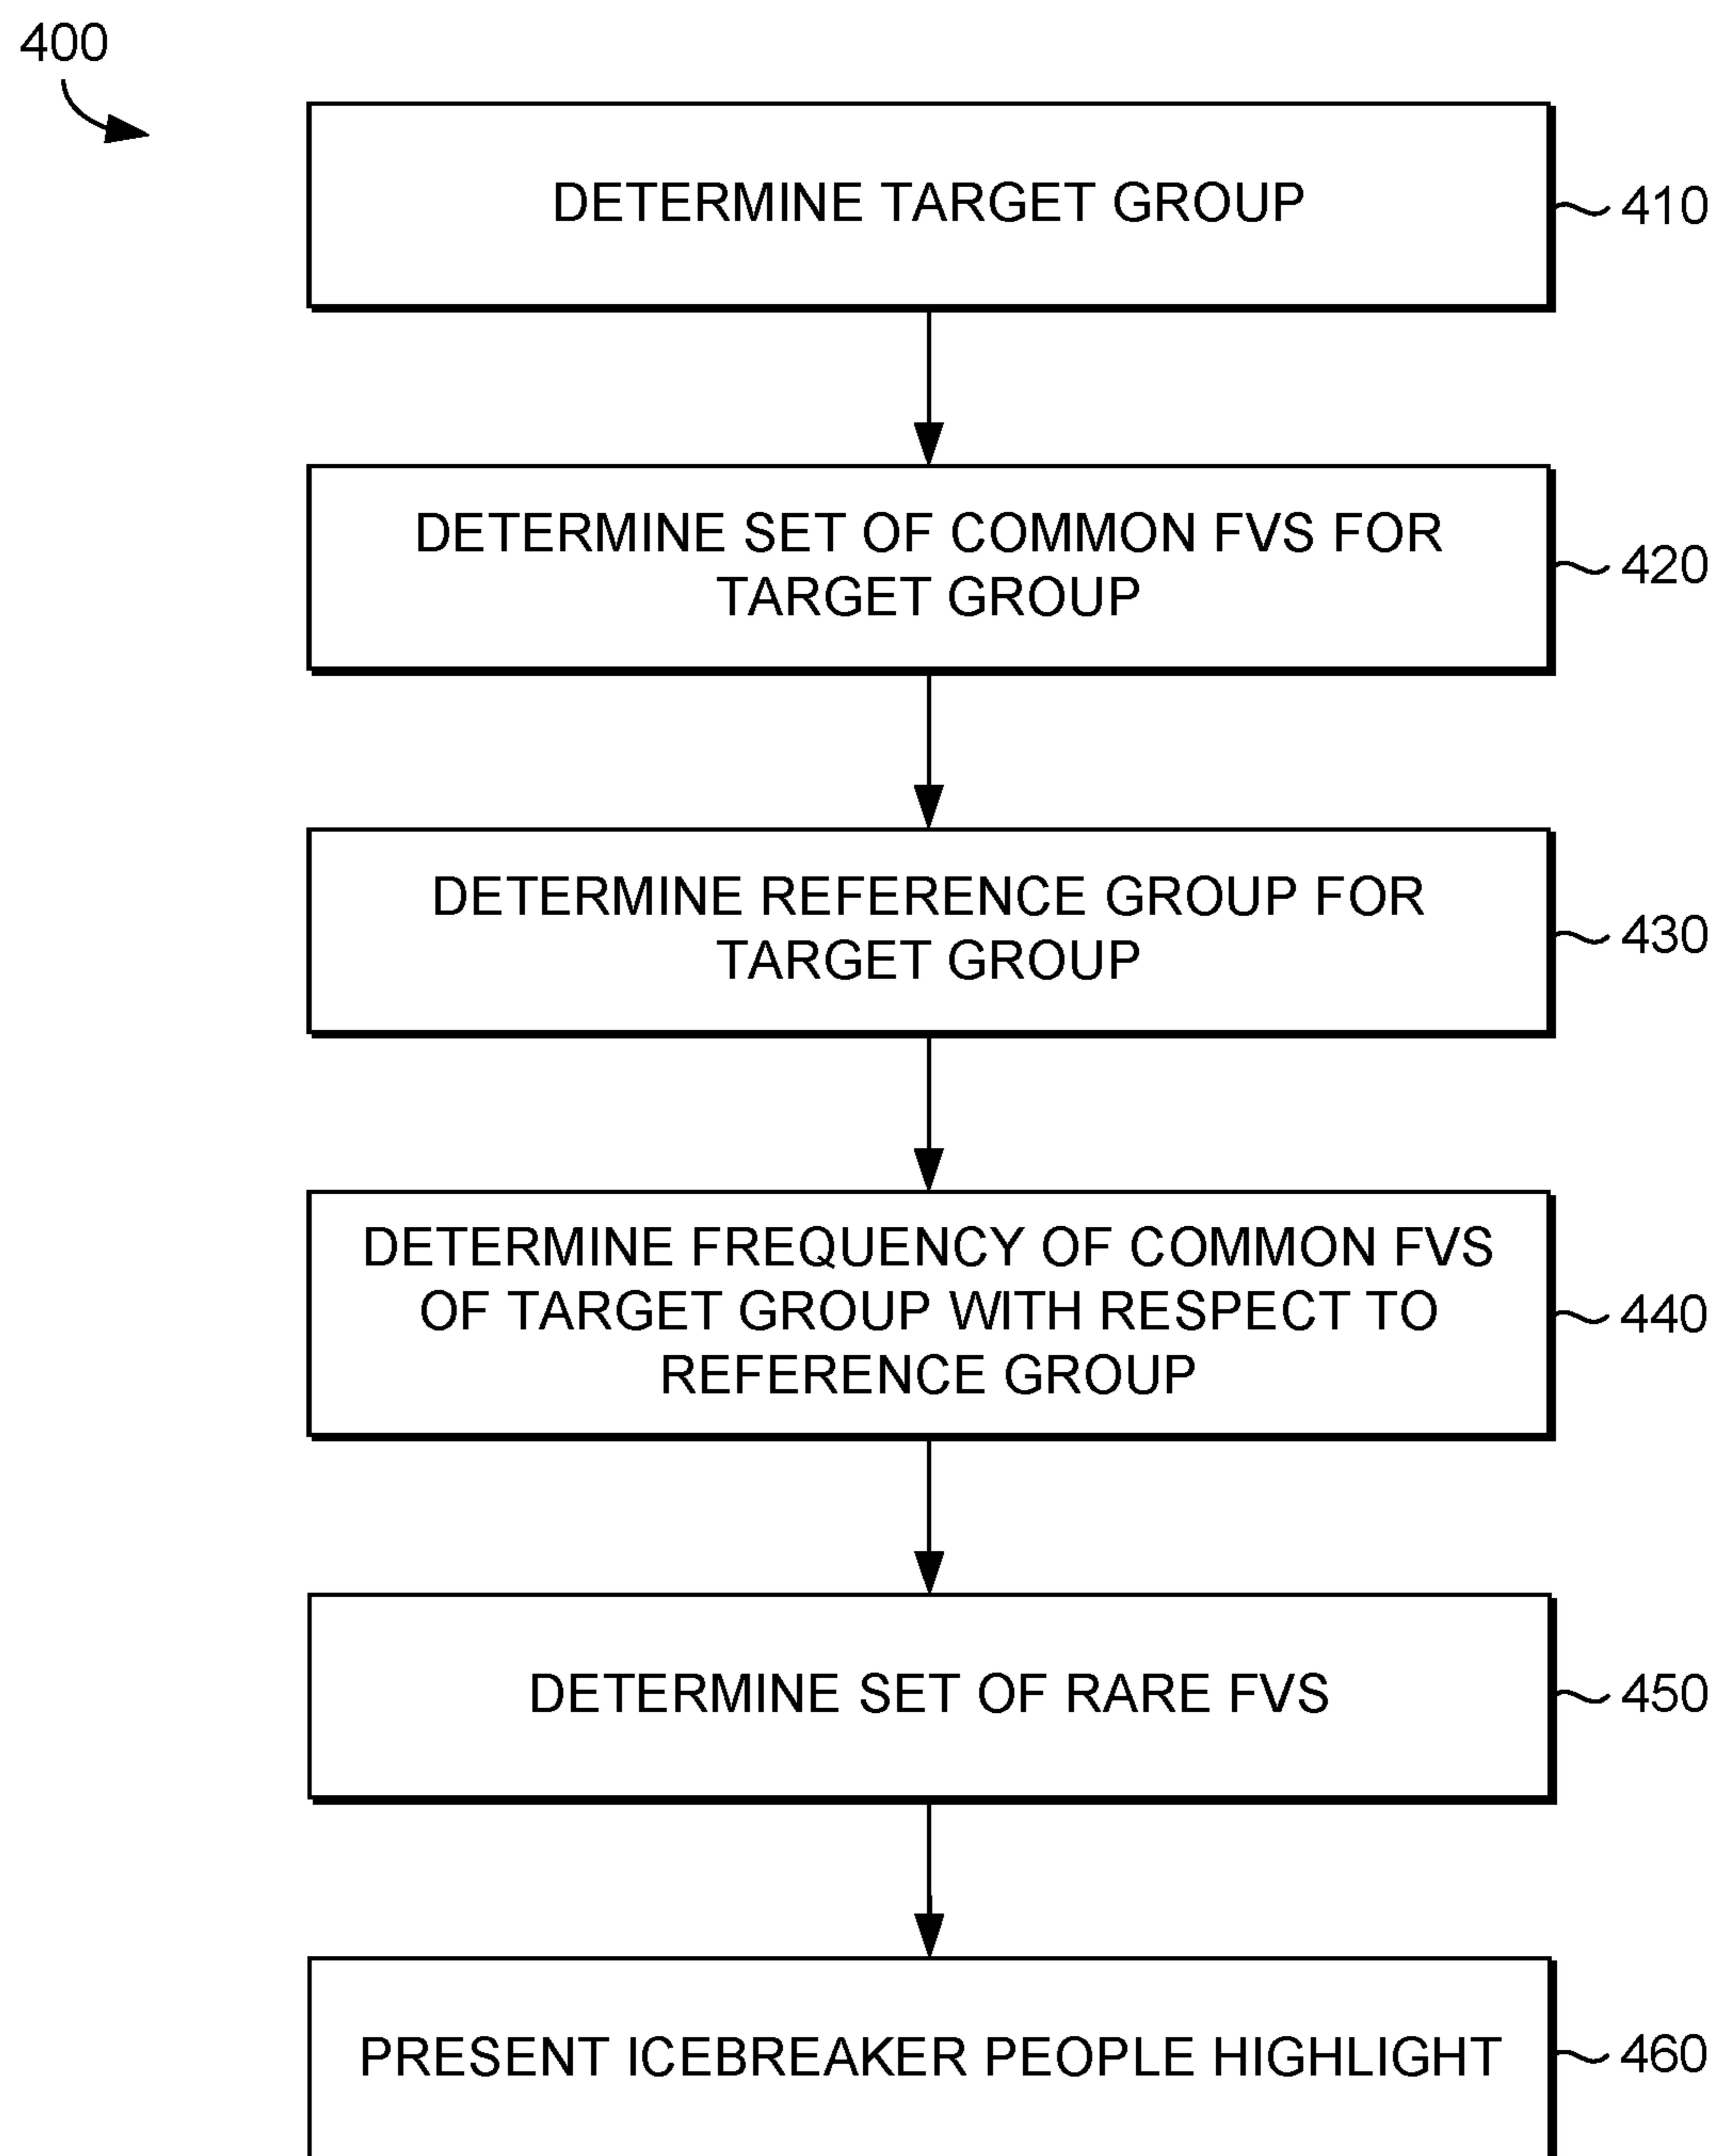 400
DETERMINE TARGET GROUP
410
DETERMINE SET OF COMMON FVS FOR
TARGET GROUP
420
DETERMINE REFERENCE GROUP FOR
TARGET GROUP
430
DETERMINE FREQUENCY OF COMMON FVS
OF TARGET GROUP WITH RESPECT TO
REFERENCE GROUP
440
DETERMINE SET OF RARE FVS
450
PRESENT ICEBREAKER PEOPLE HIGHLIGHT
460